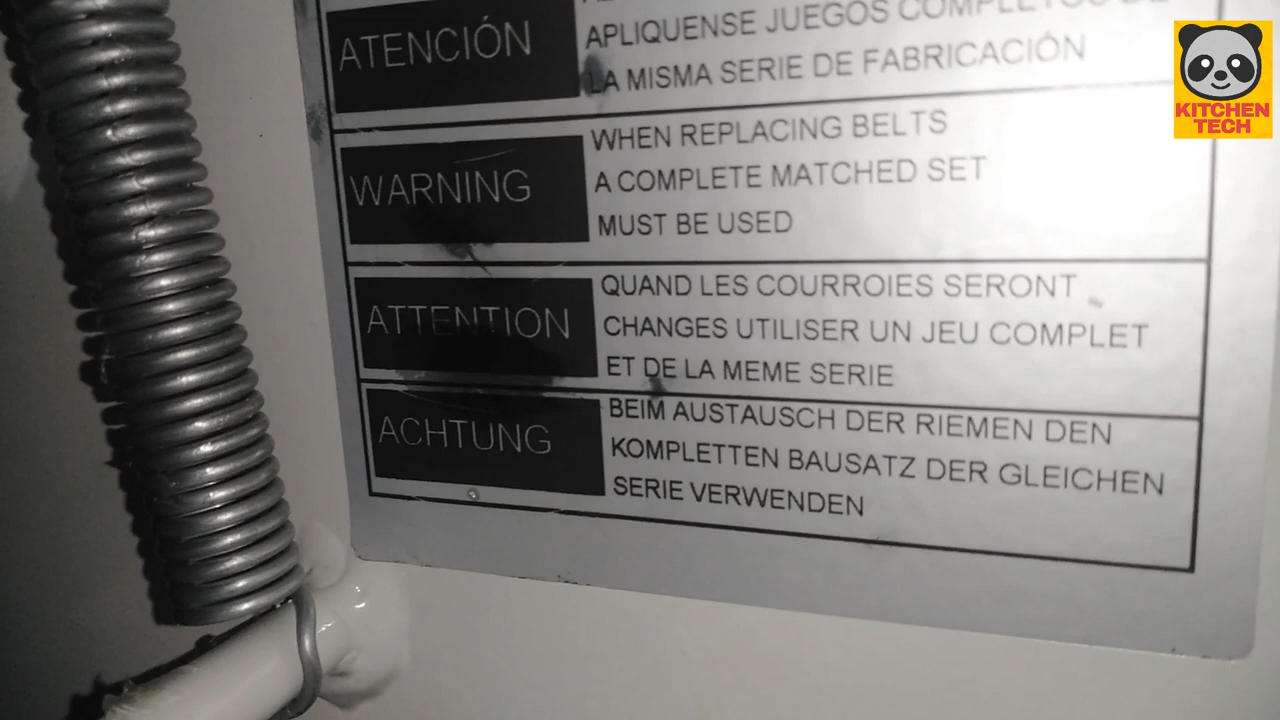 ATENCIÓN
APLIQUENSE JUEGOS COMPLETOS DE
LA MISMA SERIE DE FABRICACIÓN
WARNING
WHEN REPLACING BELTS
A COMPLETE MATCHED SET
MUST BE USED
ATTENTION
QUAND LES COURROIES SERONT
CHANGES UTILISER UN JEU COMPLET
ET DE LA MEME SERIE
ACHTUNG
BEIM AUSTAUSCH DER RIEMEN DEN
KOMPLETTEN BAUSATZ DER GLEICHEN
SERIE VERWENDEN
KITCHEN
TECH